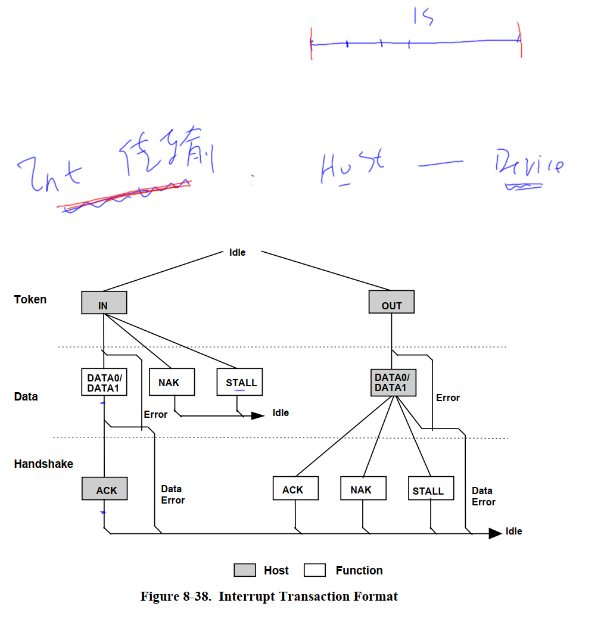 1S
Int 传输 . Host — Device
Idle
Token IN OUT
Data DATA0/ DATA1 NAK STALL DATA0/ DATA1
Error Idle Error
Handshake ACK Data Error ACK NAK STALL Data Error
Idle
Host Function
Figure 8-38. Interrupt Transaction Format